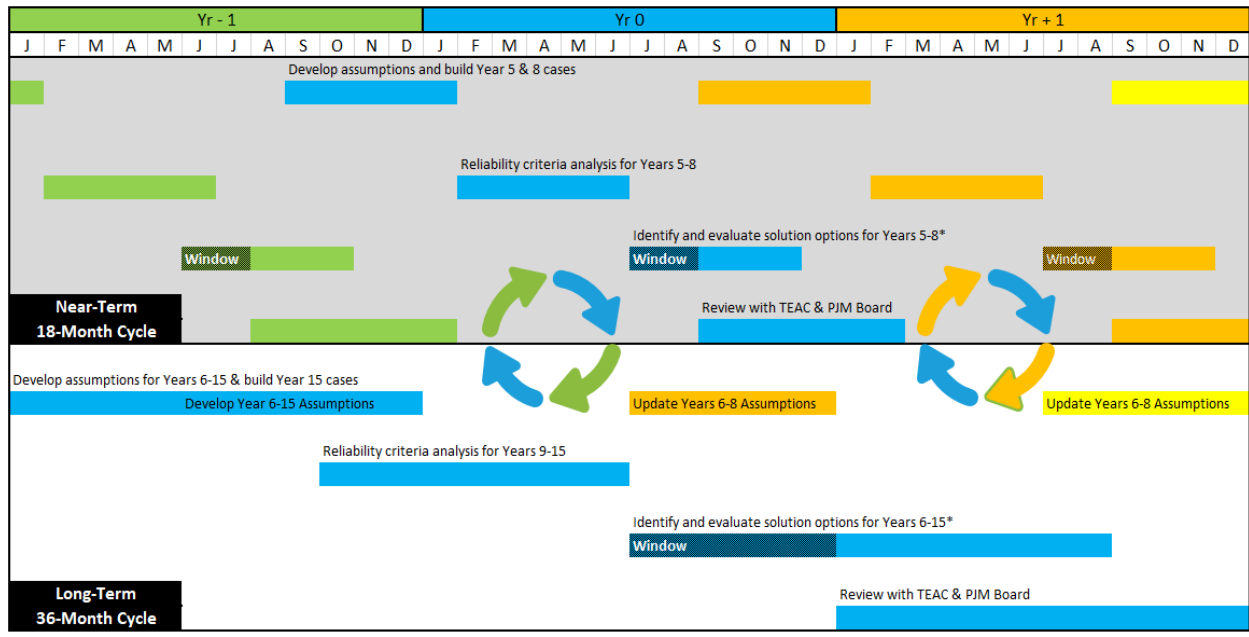 Yr - 1 Yr 0 Yr + 1
J F M A M J J A S O N D J F M A M J J A S O N D J F M A M J J A S O N D
Develop assumptions and build Year 5 & 8 cases
Reliability criteria analysis for Years 5-8
Identify and evaluate solution options for Years 5-8*
Window Window Window
Near-Term
18-Month Cycle
Review with TEAC & PJM Board
Develop assumptions for Years 6-15 & build Year 15 cases
Develop Year 6-15 Assumptions Update Years 6-8 Assumptions Update Years 6-8 Assumptions
Reliability criteria analysis for Years 9-15
Identify and evaluate solution options for Years 6-15*
Window
Long-Term
36-Month Cycle
Review with TEAC & PJM Board